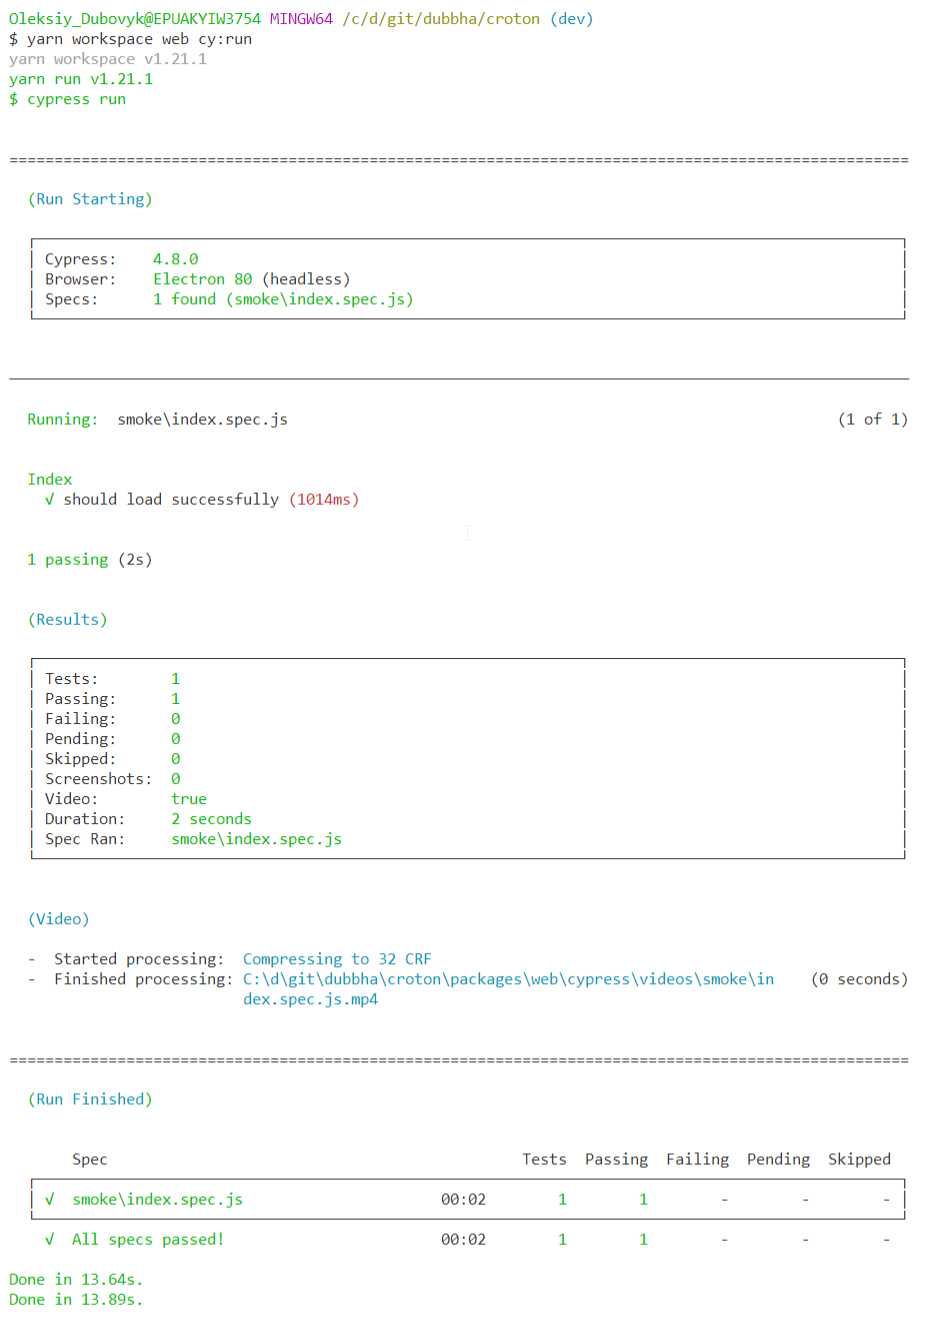 Oleksiy_Dubovyk@EPUAKYIW3754 MINGW64 /c/d/git/dubbha/croton (dev)
$ yarn workspace web cy:run
yarn workspace v1.21.1
yarn run v1.21.1
$ cypress run
====================================================================================================
(Run Starting)
Cypress: 4.8.0
Browser: Electron 80 (headless)
Specs: 1 found (smoke\index.spec.js)
Running: smoke\index.spec.js (1 of 1)
Index
√ should load successfully (1014ms)
1 passing (2s)
(Results)
Tests: 1
Passing: 1
Failing: 0
Pending: 0
Skipped: 0
Screenshots: 0
Video: true
Duration: 2 seconds
Spec Ran: smoke\index.spec.js
(Video)
- Started processing: Compressing to 32 CRF
- Finished processing: C:\d\git\dubbha\croton\packages\web\cypress\videos\smoke\in (0 seconds)
dex.spec.js.mp4
====================================================================================================
(Run Finished)
Spec Tests Passing Failing Pending Skipped
√ smoke\index.spec.js 00:02 1 1 - - -
√ All specs passed! 00:02 1 1 - - -
Done in 13.64s.
Done in 13.89s.